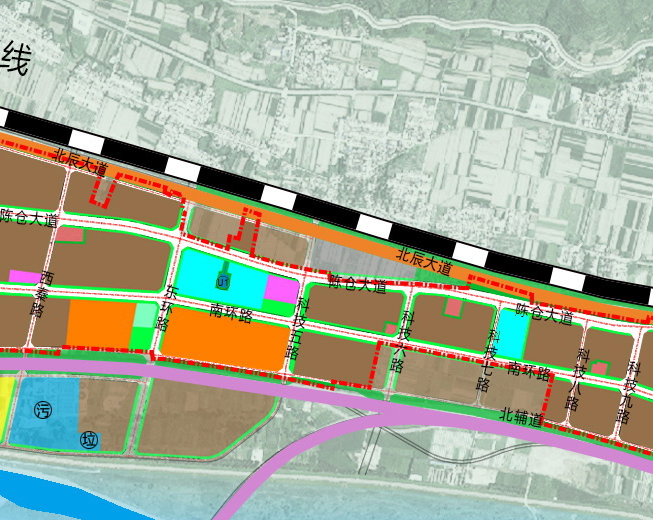 线
北辰大道
陈仓大道
北辰大道
陈仓大道
陈仓大道
西秦路
东环路
南环路
科技五路
科技六路
科技七路
南环路
科技八路
科技九路
北辅道
污
垃